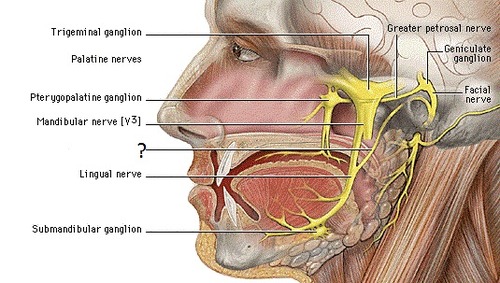 Trigeminal ganglion
Greater petrosal nerve
Geniculate
ganglion
Palatine nerves
Pterygopalatine ganglion
Facial
nerve
Mandibular nerve [V3]
?
Lingual nerve
Submandibular ganglion